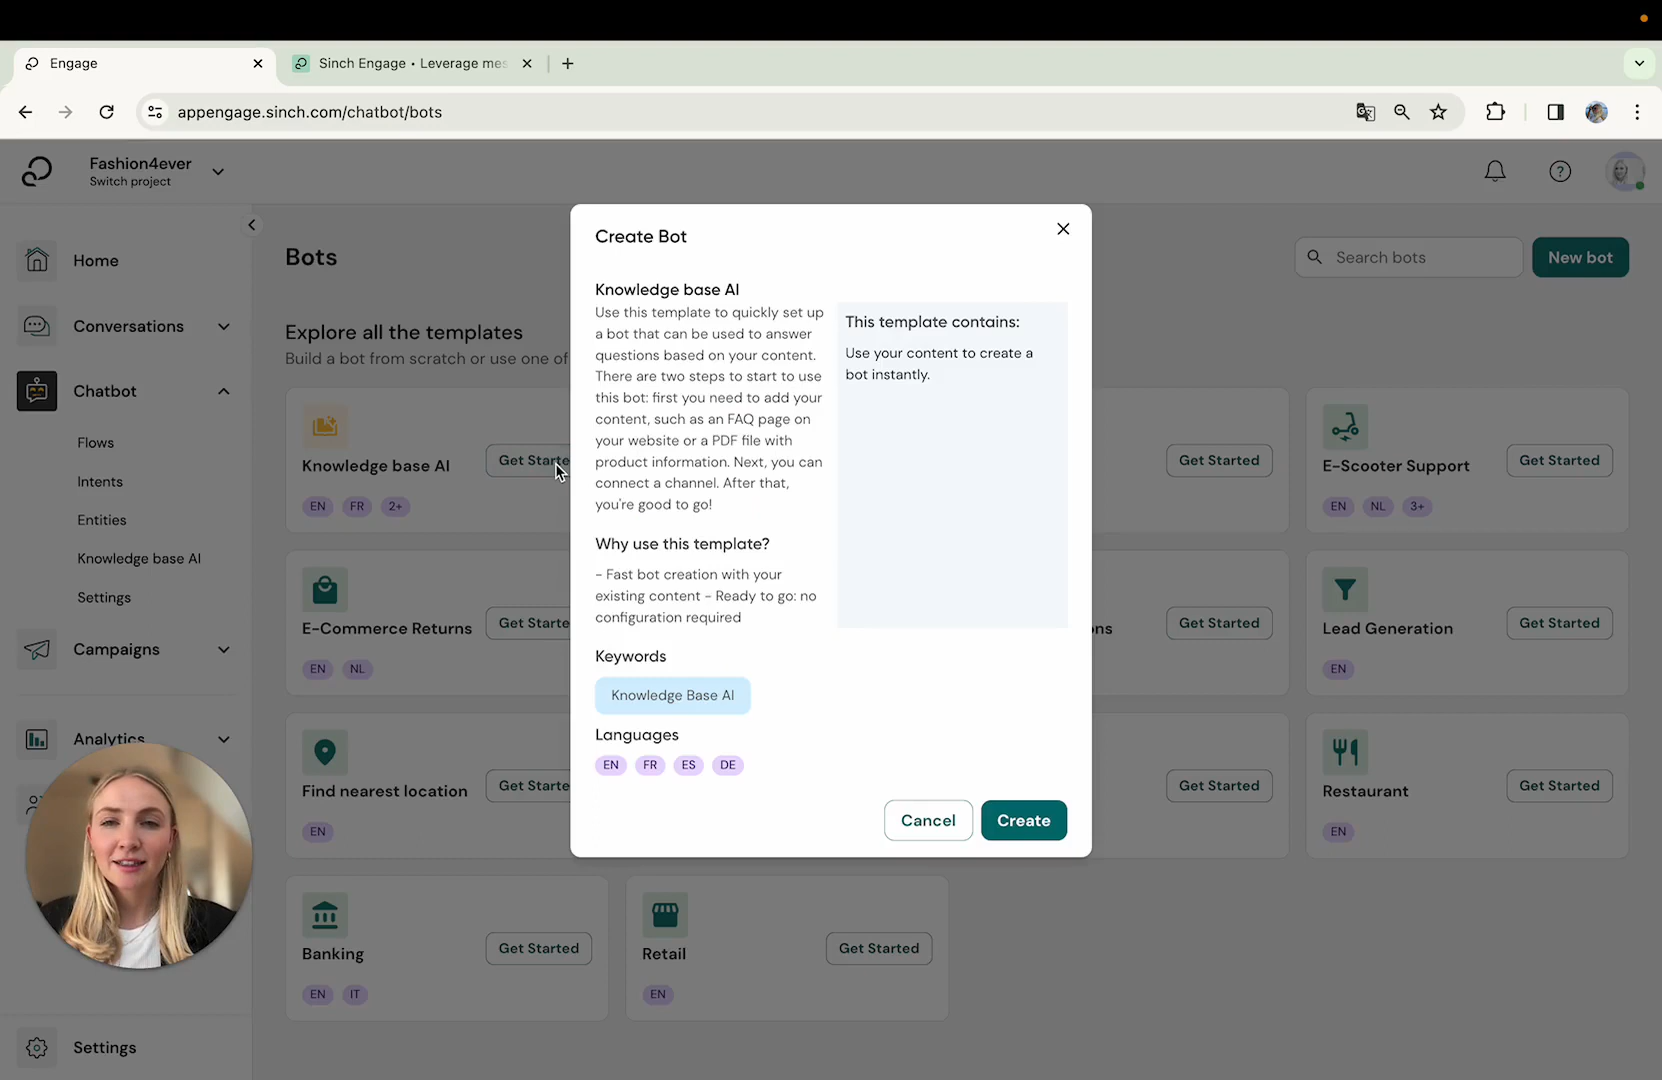 Engage
Sinch Engage • Leverage mes
appengage.sinch.com/chatbot/bots
Fashion4ever
Switch project
Home
Conversations
Chatbot
Flows
Intents
Entities
Knowledge base AI
Settings
Campaigns
Analytics
Settings
Bots
Search bots
New bot
Explore all the templates
Build a bot from scratch or use one of
Knowledge base AI
Get Starte
EN FR 2+
Get Started
E-Scooter Support
Get Started
EN NL 3+
E-Commerce Returns
Get Starte
EN NL
ns
Get Started
Lead Generation
Get Started
EN
Find nearest location
Get Starte
EN
Get Started
Restaurant
Get Started
EN
Banking
Get Started
EN IT
Retail
Get Started
EN
Create Bot
Knowledge base AI
Use this template to quickly set up
a bot that can be used to answer
questions based on your content.
There are two steps to start to use
this bot: first you need to add your
content, such as an FAQ page on
your website or a PDF file with
product information. Next, you can
connect a channel. After that,
you're good to go!
This template contains:
Use your content to create a
bot instantly.
Why use this template?
- Fast bot creation with your
existing content - Ready to go: no
configuration required
Keywords
Knowledge Base AI
Languages
EN FR ES DE
Cancel
Create